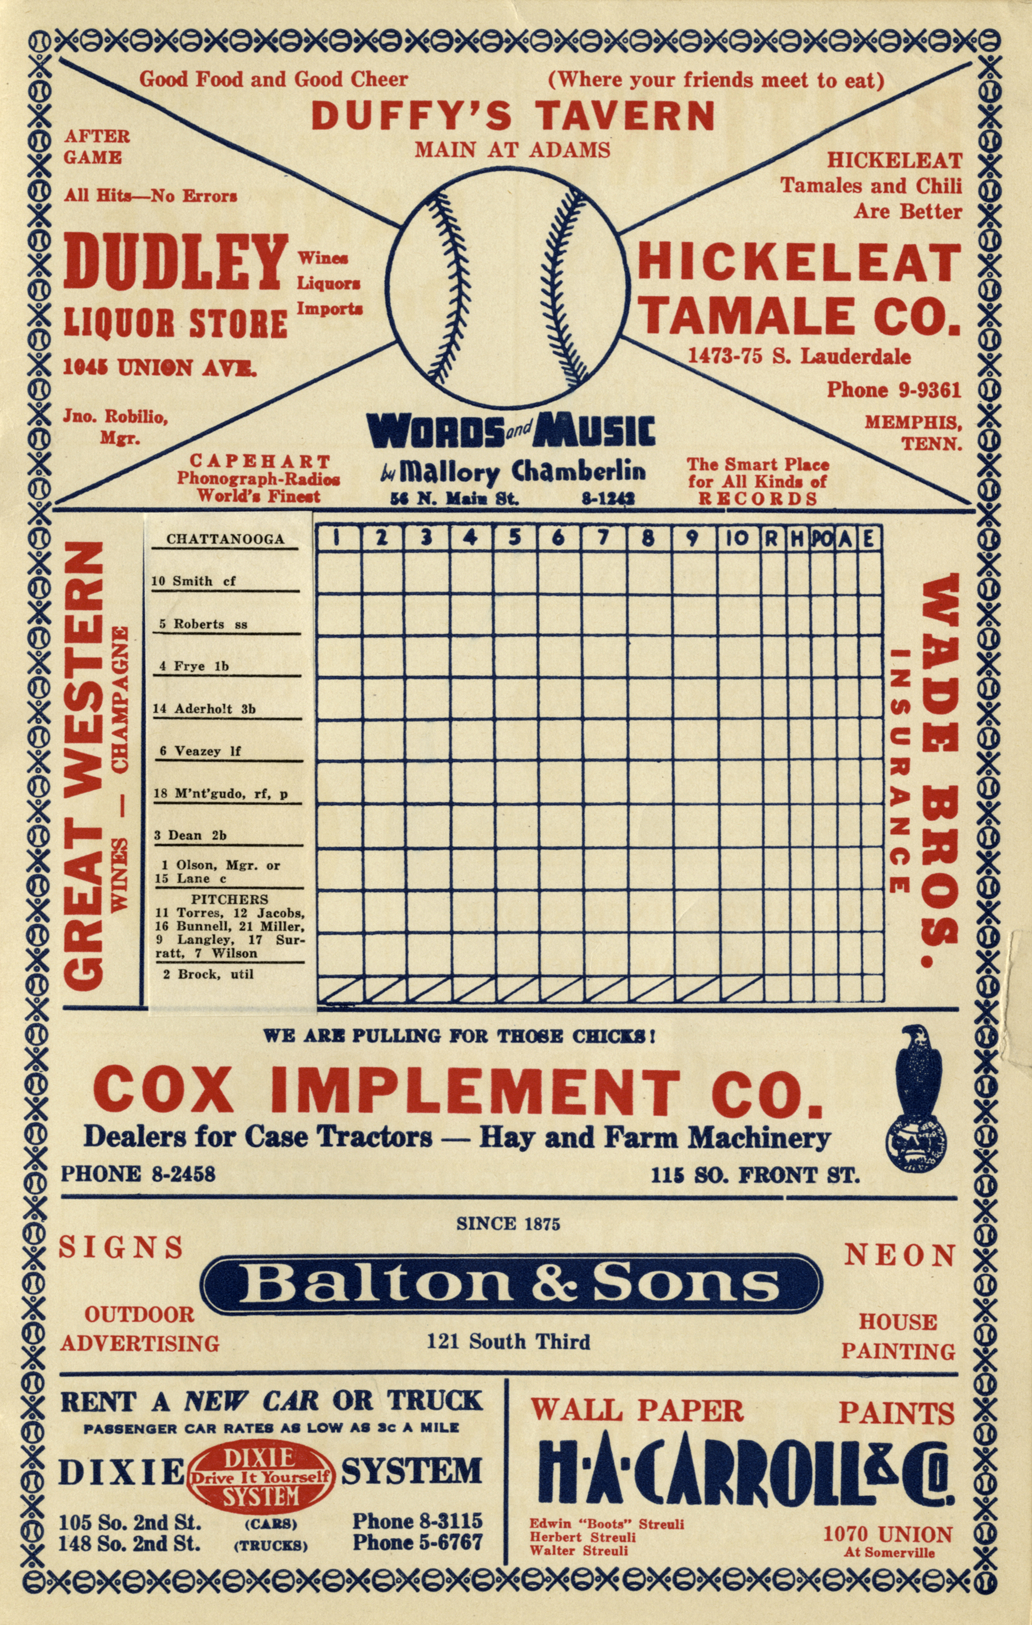 Good Food and Good Cheer (Where your friends meet to eat)
DUFFY'S TAVERN
MAIN AT ADAMS
AFTER
GAME
All Hits—No Errors
DUDLEY
LIQUOR STORE
Wines
Liquors
Imports
1045 UNION AVE.
Jno. Robilio,
Mgr.
HICKELEAT
Tamales and Chili
Are Better
HICKELEAT
TAMALE CO.
1473-75 S. Lauderdale
Phone 9-9361
MEMPHIS,
TENN.
WORDS and MUSIC
by Mallory Chamberlin
56 N. Main St. 8-1242
CAPEHART
Phonograph-Radios
World's Finest
The Smart Place
for All Kinds of
RECORDS
GREAT WESTERN
WINES — CHAMPAGNE
CHATTANOOGA 1 2 3 4 5 6 7 8 9 10 R H PO A E
10 Smith cf
5 Roberts ss
4 Frye 1b
14 Aderholt 3b
6 Veazey lf
18 M'nt'gudo, rf, p
3 Dean 2b
1 Olson, Mgr. or
15 Lane c
PITCHERS
11 Torres, 12 Jacobs,
16 Bunnell, 21 Miller,
9 Langley, 17 Sur-
ratt, 7 Wilson
2 Brock, util
WADE BROS.
INSURANCE
WE ARE PULLING FOR THOSE CHICKS!
COX IMPLEMENT CO.
Dealers for Case Tractors — Hay and Farm Machinery
PHONE 8-2458 115 SO. FRONT ST.
CASE
SINCE 1875
SIGNS
NEON
Balton & Sons
OUTDOOR
ADVERTISING
121 South Third
HOUSE
PAINTING
RENT A NEW CAR OR TRUCK
PASSENGER CAR RATES AS LOW AS 3c A MILE
DIXIE
DIXIE
Drive It Yourself
SYSTEM
SYSTEM
105 So. 2nd St. (CARS) Phone 8-3115
148 So. 2nd St. (TRUCKS) Phone 5-6767
WALL PAPER PAINTS
H·A·CARROLL & CO.
Edwin "Boots" Streuli
Herbert Streuli
Walter Streuli
1070 UNION
At Somerville